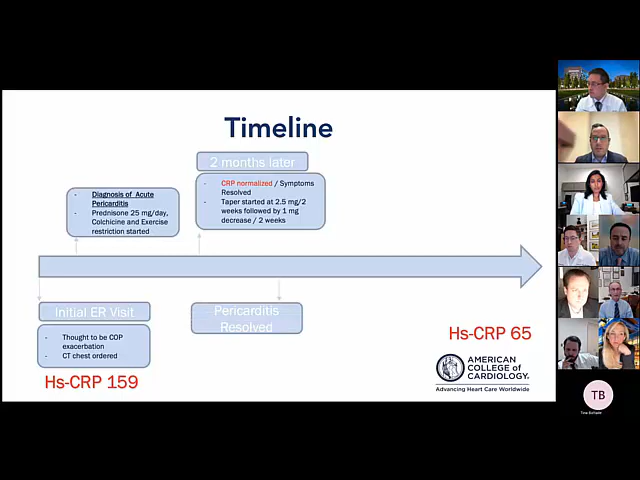 Timeline
2 months later
- CRP normalized / Symptoms
Resolved
- Taper started at 2.5 mg/2
weeks followed by 1 mg
decrease / 2 weeks
- Diagnosis of Acute
Pericarditis
- Prednisone 25 mg/day,
Colchicine and Exercise
restriction started
Initial ER Visit
- Thought to be COP
exacerbation
- CT chest ordered
Hs-CRP 159
Pericarditis
Resolved
Hs-CRP 65
AMERICAN
COLLEGE of
CARDIOLOGY
Advancing Heart Care Worldwide
TB